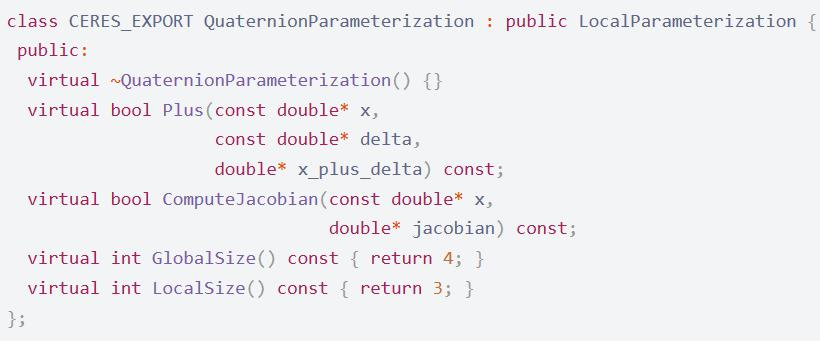 class CERES_EXPORT QuaternionParameterization : public LocalParameterization {
 public:
  virtual ~QuaternionParameterization() {}
  virtual bool Plus(const double* x,
                    const double* delta,
                    double* x_plus_delta) const;
  virtual bool ComputeJacobian(const double* x,
                               double* jacobian) const;
  virtual int GlobalSize() const { return 4; }
  virtual int LocalSize() const { return 3; }
};